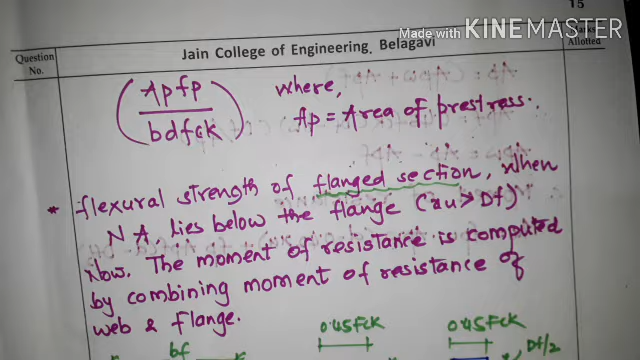 15
Made with KINEMASTER
Question No.
Jain College of Engineering, Belagavi
Marks Allotted
(Apfp / bdfck) where,
Ap = Area of prestress.
* flexural strength of flanged section, when
NA lies below the flange (xu > Df)
Now. The moment of resistance is computed
by combining moment of resistance of
web & flange.
bf
0.45Fck
0.45Fck
Df/2